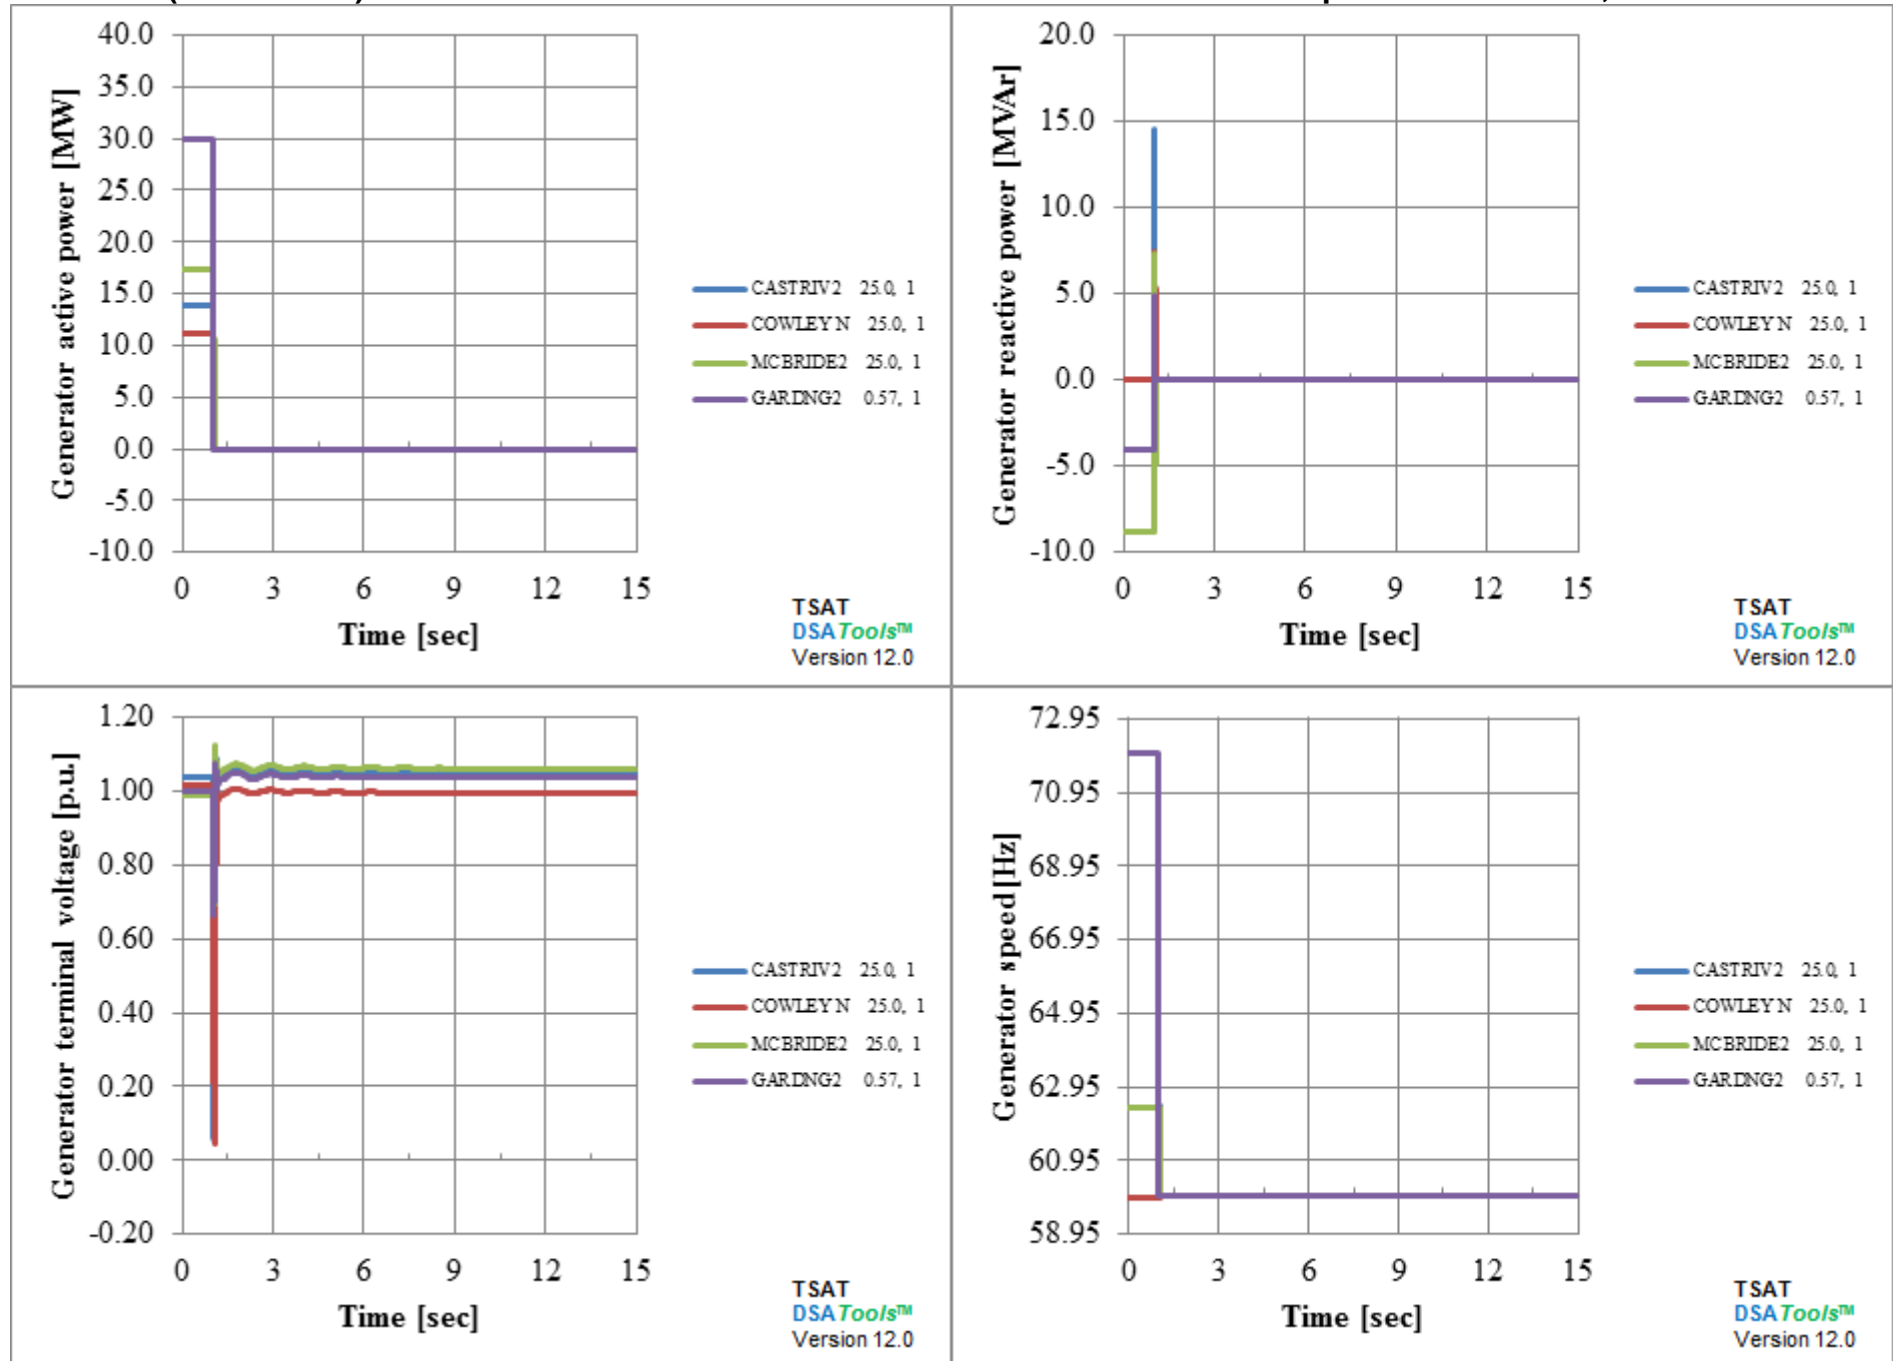 40.0
35.0
30.0
25.0
20.0
15.0
10.0
5.0
0.0
-5.0
-10.0
Generator active power [MW]
0 3 6 9 12 15
Time [sec]
CASTRIV2 25.0, 1
COWLEYN 25.0, 1
MCBRIDE2 25.0, 1
GARDNG2 0.57, 1
TSAT
DSATools™
Version 12.0
20.0
15.0
10.0
5.0
0.0
-5.0
-10.0
Generator reactive power [MVAr]
0 3 6 9 12 15
Time [sec]
CASTRIV2 25.0, 1
COWLEYN 25.0, 1
MCBRIDE2 25.0, 1
GARDNG2 0.57, 1
TSAT
DSATools™
Version 12.0
1.20
1.00
0.80
0.60
0.40
0.20
0.00
-0.20
Generator terminal voltage [p.u.]
0 3 6 9 12 15
Time [sec]
CASTRIV2 25.0, 1
COWLEYN 25.0, 1
MCBRIDE2 25.0, 1
GARDNG2 0.57, 1
TSAT
DSATools™
Version 12.0
72.95
70.95
68.95
66.95
64.95
62.95
60.95
58.95
Generator speed[Hz]
0 3 6 9 12 15
Time [sec]
CASTRIV2 25.0, 1
COWLEYN 25.0, 1
MCBRIDE2 25.0, 1
GARDNG2 0.57, 1
TSAT
DSATools™
Version 12.0